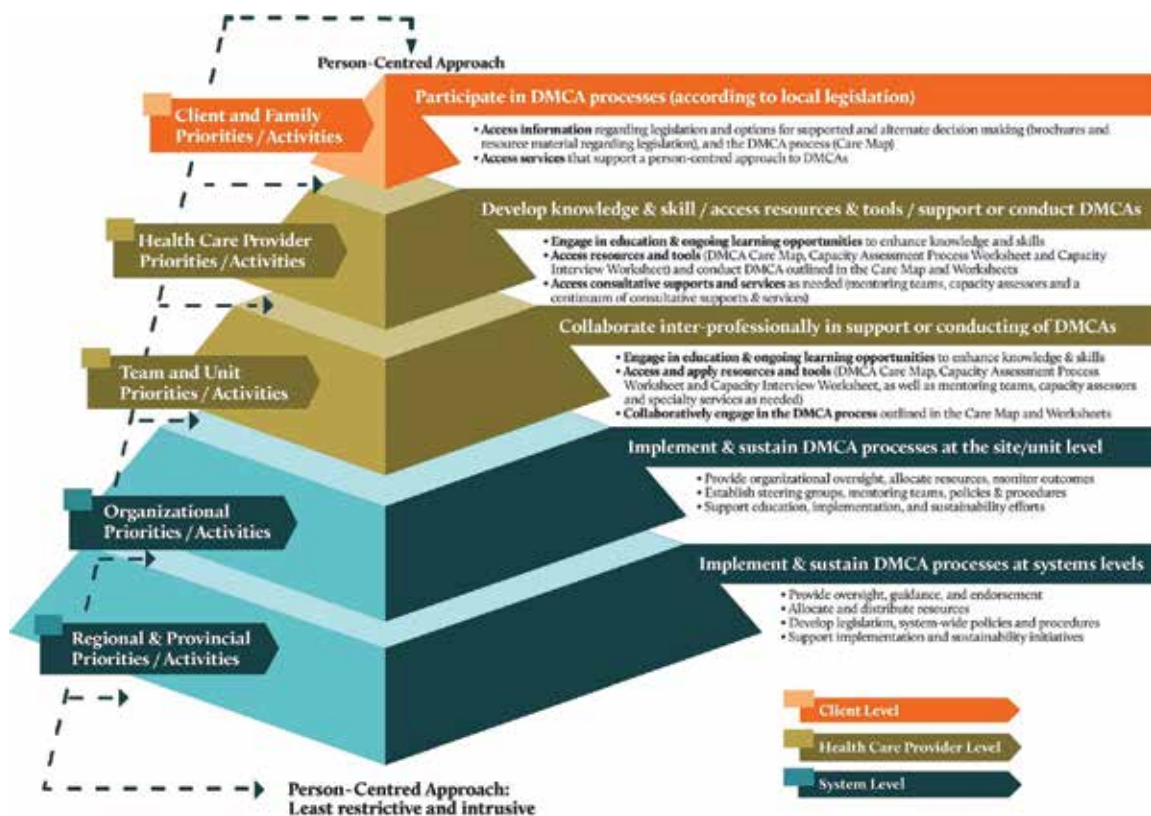 Person-Centred Approach
Client and Family
Priorities / Activities
Participate in DMCA processes (according to local legislation)
• Access information regarding legislation and options for supported and alternate decision making (brochures and
resource material regarding legislation), and the DMCA process (Care Map)
• Access services that support a person-centred approach to DMCAs
Health Care Provider
Priorities / Activities
Develop knowledge & skill / access resources & tools / support or conduct DMCAs
• Engage in education & ongoing learning opportunities to enhance knowledge and skills
• Access resources and tools (DMCA Care Map, Capacity Assessment Process Worksheet and Capacity
Interview Worksheet) and conduct DMCA outlined in the Care Map and Worksheets
• Access consultative supports and services as needed (mentoring teams, capacity assessors and a
continuum of consultative supports & services)
Team and Unit
Priorities / Activities
Collaborate inter-professionally in support or conducting of DMCAs
• Engage in education & ongoing learning opportunities to enhance knowledge & skills
• Access and apply resources and tools (DMCA Care Map, Capacity Assessment Process
Worksheet and Capacity Interview Worksheet, as well as mentoring teams, capacity assessors
and specialty services as needed)
• Collaboratively engage in the DMCA process outlined in the Care Map and Worksheets
Organizational
Priorities / Activities
Implement & sustain DMCA processes at the site/unit level
• Provide organizational oversight, allocate resources, monitor outcomes
• Establish steering groups, mentoring teams, policies & procedures
• Support education, implementation, and sustainability efforts
Regional & Provincial
Priorities / Activities
Implement & sustain DMCA processes at systems levels
• Provide oversight, guidance, and endorsement
• Allocate and distribute resources
• Develop legislation, system-wide policies and procedures
• Support implementation and sustainability initiatives
Client Level
Health Care Provider Level
System Level
Person-Centred Approach:
Least restrictive and intrusive